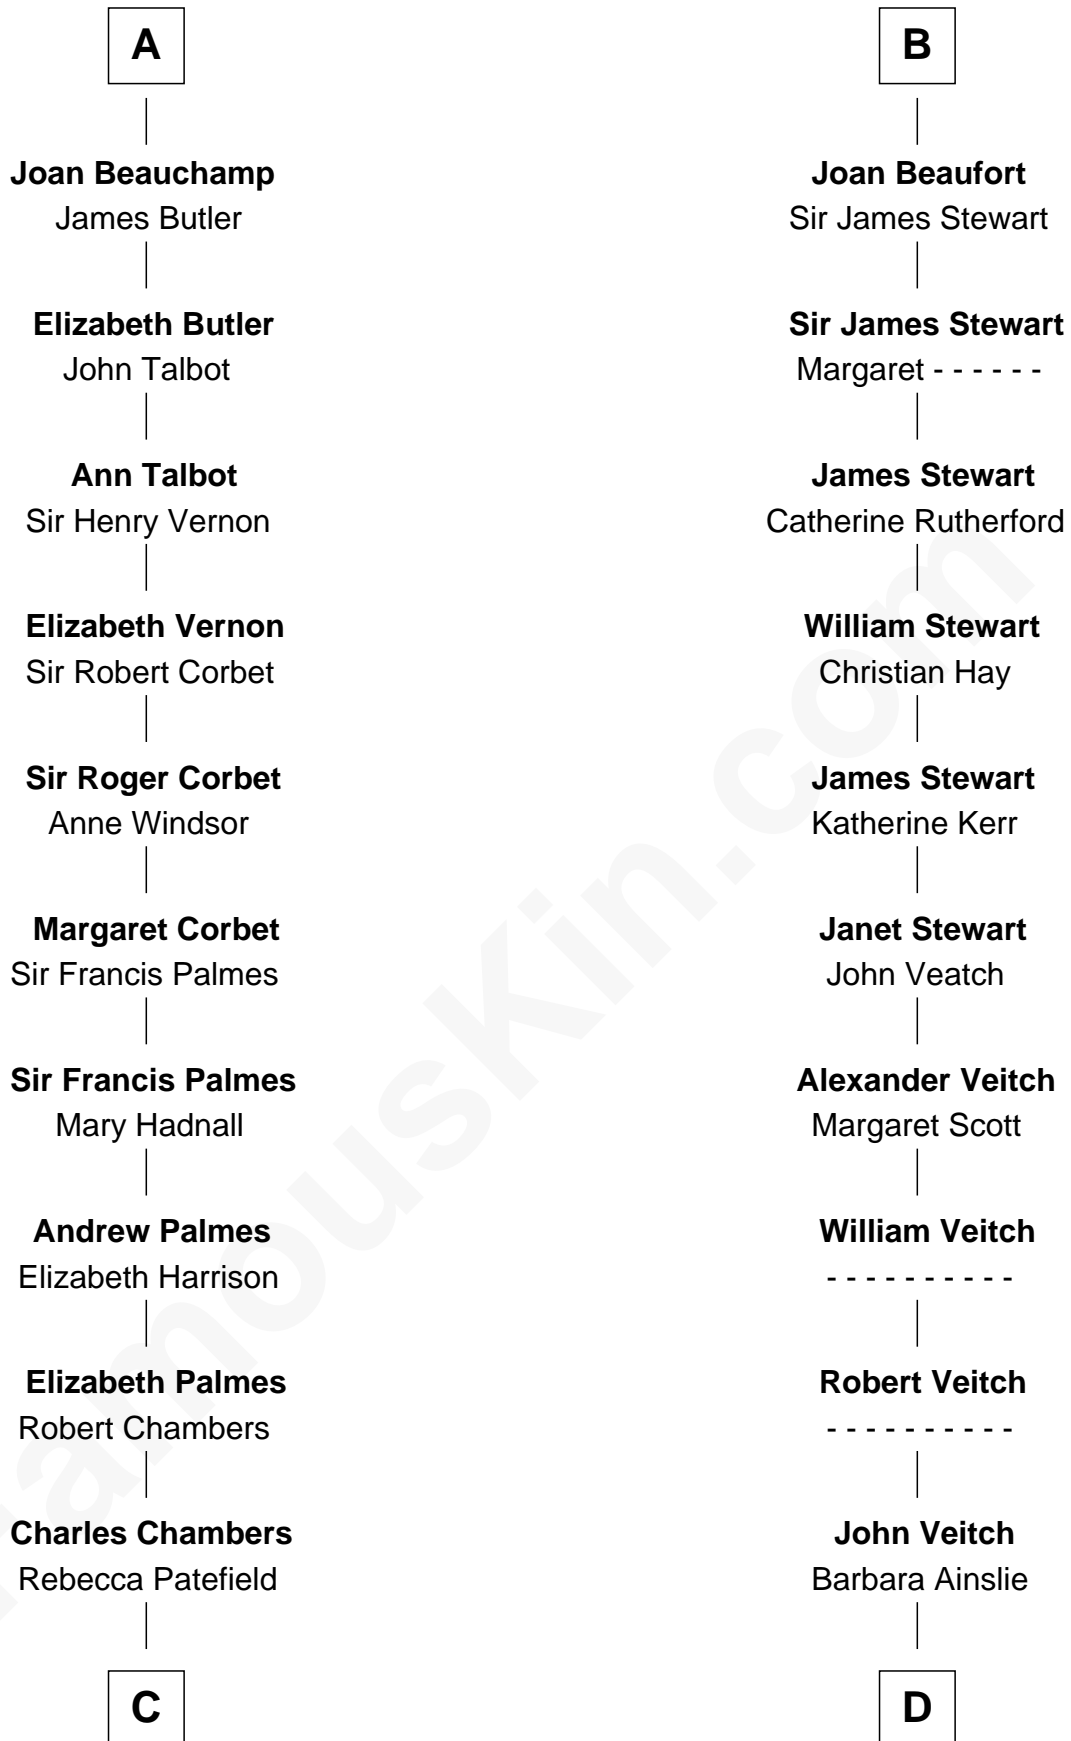 A
Joan Beauchamp
James Butler
Elizabeth Butler
John Talbot
Ann Talbot
Sir Henry Vernon
Elizabeth Vernon
Sir Robert Corbet
Sir Roger Corbet
Anne Windsor
Margaret Corbet
Sir Francis Palmes
Sir Francis Palmes
Mary Hadnall
Andrew Palmes
Elizabeth Harrison
Elizabeth Palmes
Robert Chambers
Charles Chambers
Rebecca Patefield
C
B
Joan Beaufort
Sir James Stewart
Sir James Stewart
Margaret - - - - - -
James Stewart
Catherine Rutherford
William Stewart
Christian Hay
James Stewart
Katherine Kerr
Janet Stewart
John Veatch
Alexander Veitch
Margaret Scott
William Veitch
- - - - - - - - - -
Robert Veitch
- - - - - - - - - -
John Veitch
Barbara Ainslie
D
FamousKin.com